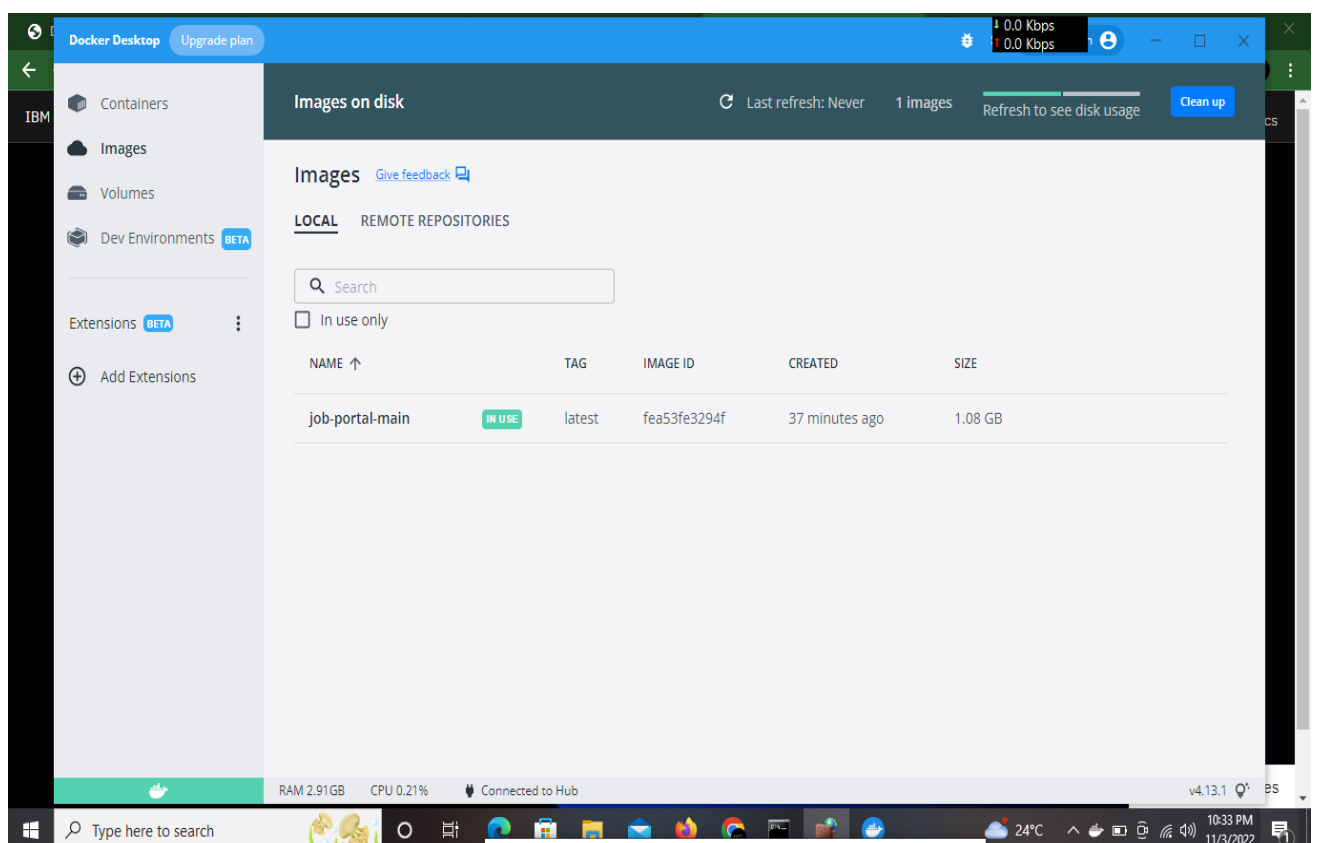 ↓ 0.0 Kbps
↑ 0.0 Kbps
Docker Desktop Upgrade plan
IBM
cs
Containers
Images
Volumes
Dev Environments BETA
Extensions BETA
Add Extensions
Images on disk Last refresh: Never 1 images Refresh to see disk usage Clean up
Images Give feedback
LOCAL REMOTE REPOSITORIES
Search
In use only
NAME ↑ TAG IMAGE ID CREATED SIZE
job-portal-main IN USE latest fea53fe3294f 37 minutes ago 1.08 GB
RAM 2.91GB CPU 0.21% Connected to Hub v4.13.1
es
Type here to search 24°C 10:33 PM
11/3/2022